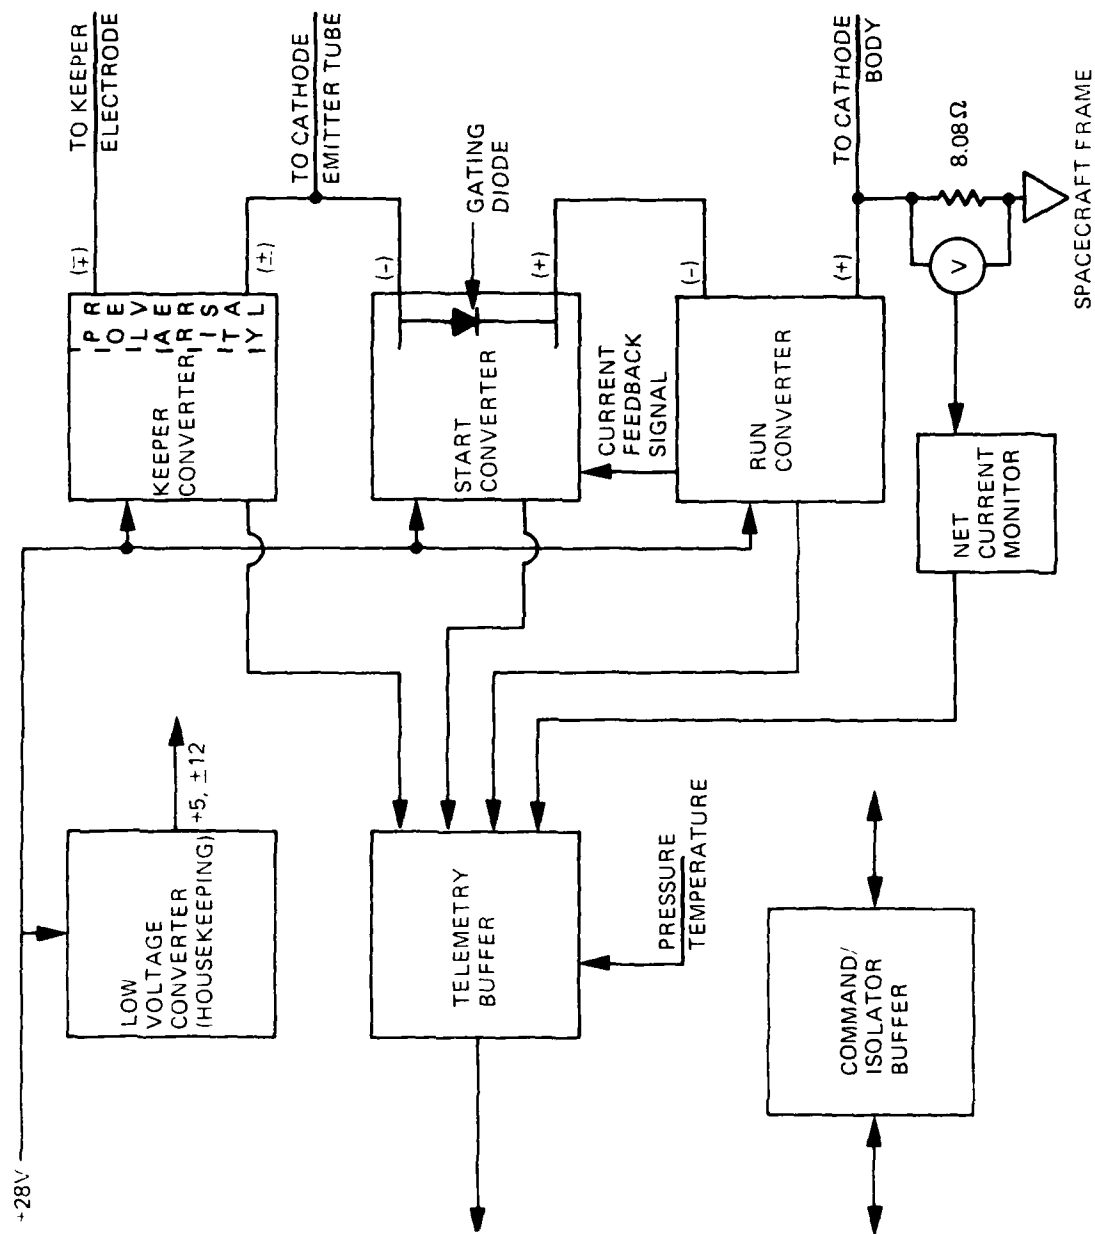 +28V
LOW
VOLTAGE
CONVERTER
(HOUSEKEEPING)
+5, ±12
KEEPER
CONVERTER
POLARITY
REVERSAL
(∓)
TO KEEPER
ELECTRODE
(±)
TO CATHODE
EMITTER TUBE
TELEMETRY
BUFFER
PRESSURE
TEMPERATURE
START
CONVERTER
(-)
GATING
DIODE
(+)
CURRENT
FEEDBACK
SIGNAL
COMMAND/
ISOLATOR
BUFFER
RUN
CONVERTER
(-)
(+)
TO CATHODE
BODY
NET
CURRENT
MONITOR
V
8.08Ω
SPACECRAFT FRAME